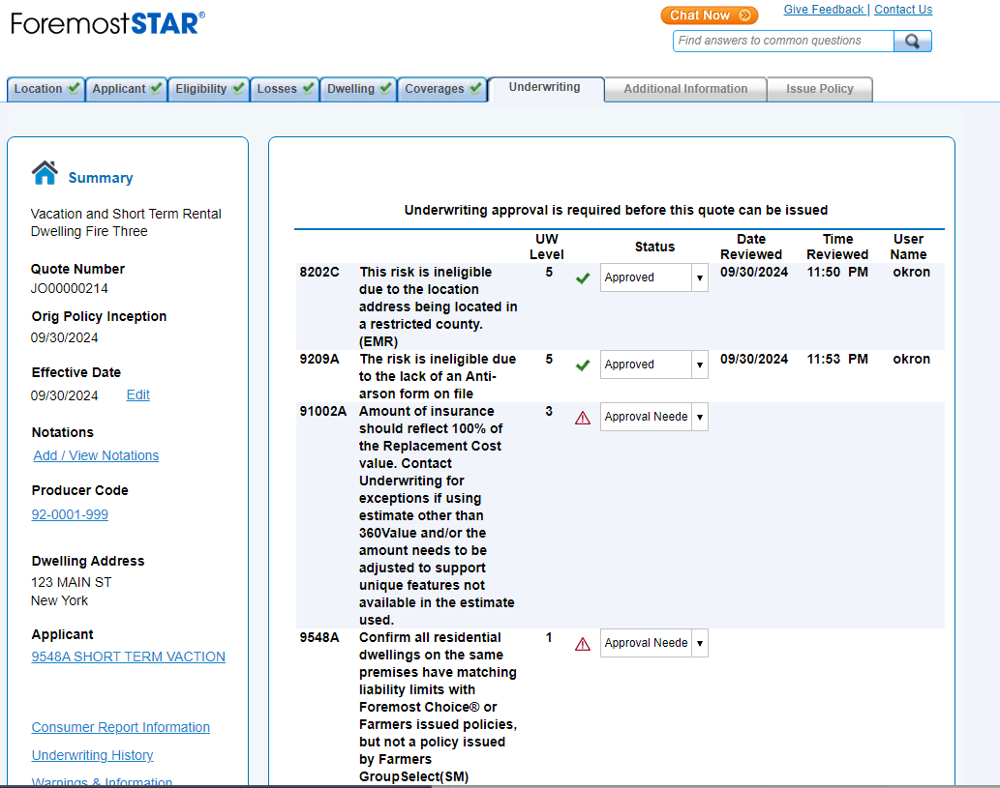 ForemostSTAR®
Chat Now
Give Feedback | Contact Us
Find answers to common questions
Location
Applicant
Eligibility
Losses
Dwelling
Coverages
Underwriting
Additional Information
Issue Policy
Summary
Vacation and Short Term Rental
Dwelling Fire Three
Quote Number
JO00000214
Orig Policy Inception
09/30/2024
Effective Date
09/30/2024 Edit
Notations
Add / View Notations
Producer Code
92-0001-999
Dwelling Address
123 MAIN ST
New York
Applicant
9548A SHORT TERM VACTION
Consumer Report Information
Underwriting History
Warnings & Information
Underwriting approval is required before this quote can be issued
UW
Level
Status
Date
Reviewed
Time
Reviewed
User
Name
8202C This risk is ineligible 5 Approved 09/30/2024 11:50 PM okron
due to the location
address being located in
a restricted county.
(EMR)
9209A The risk is ineligible due 5 Approved 09/30/2024 11:53 PM okron
to the lack of an Anti-
arson form on file
91002A Amount of insurance 3 Approval Neede
should reflect 100% of
the Replacement Cost
value. Contact
Underwriting for
exceptions if using
estimate other than
360Value and/or the
amount needs to be
adjusted to support
unique features not
available in the estimate
used.
9548A Confirm all residential 1 Approval Neede
dwellings on the same
premises have matching
liability limits with
Foremost Choice® or
Farmers issued policies,
but not a policy issued
by Farmers
GroupSelect(SM)